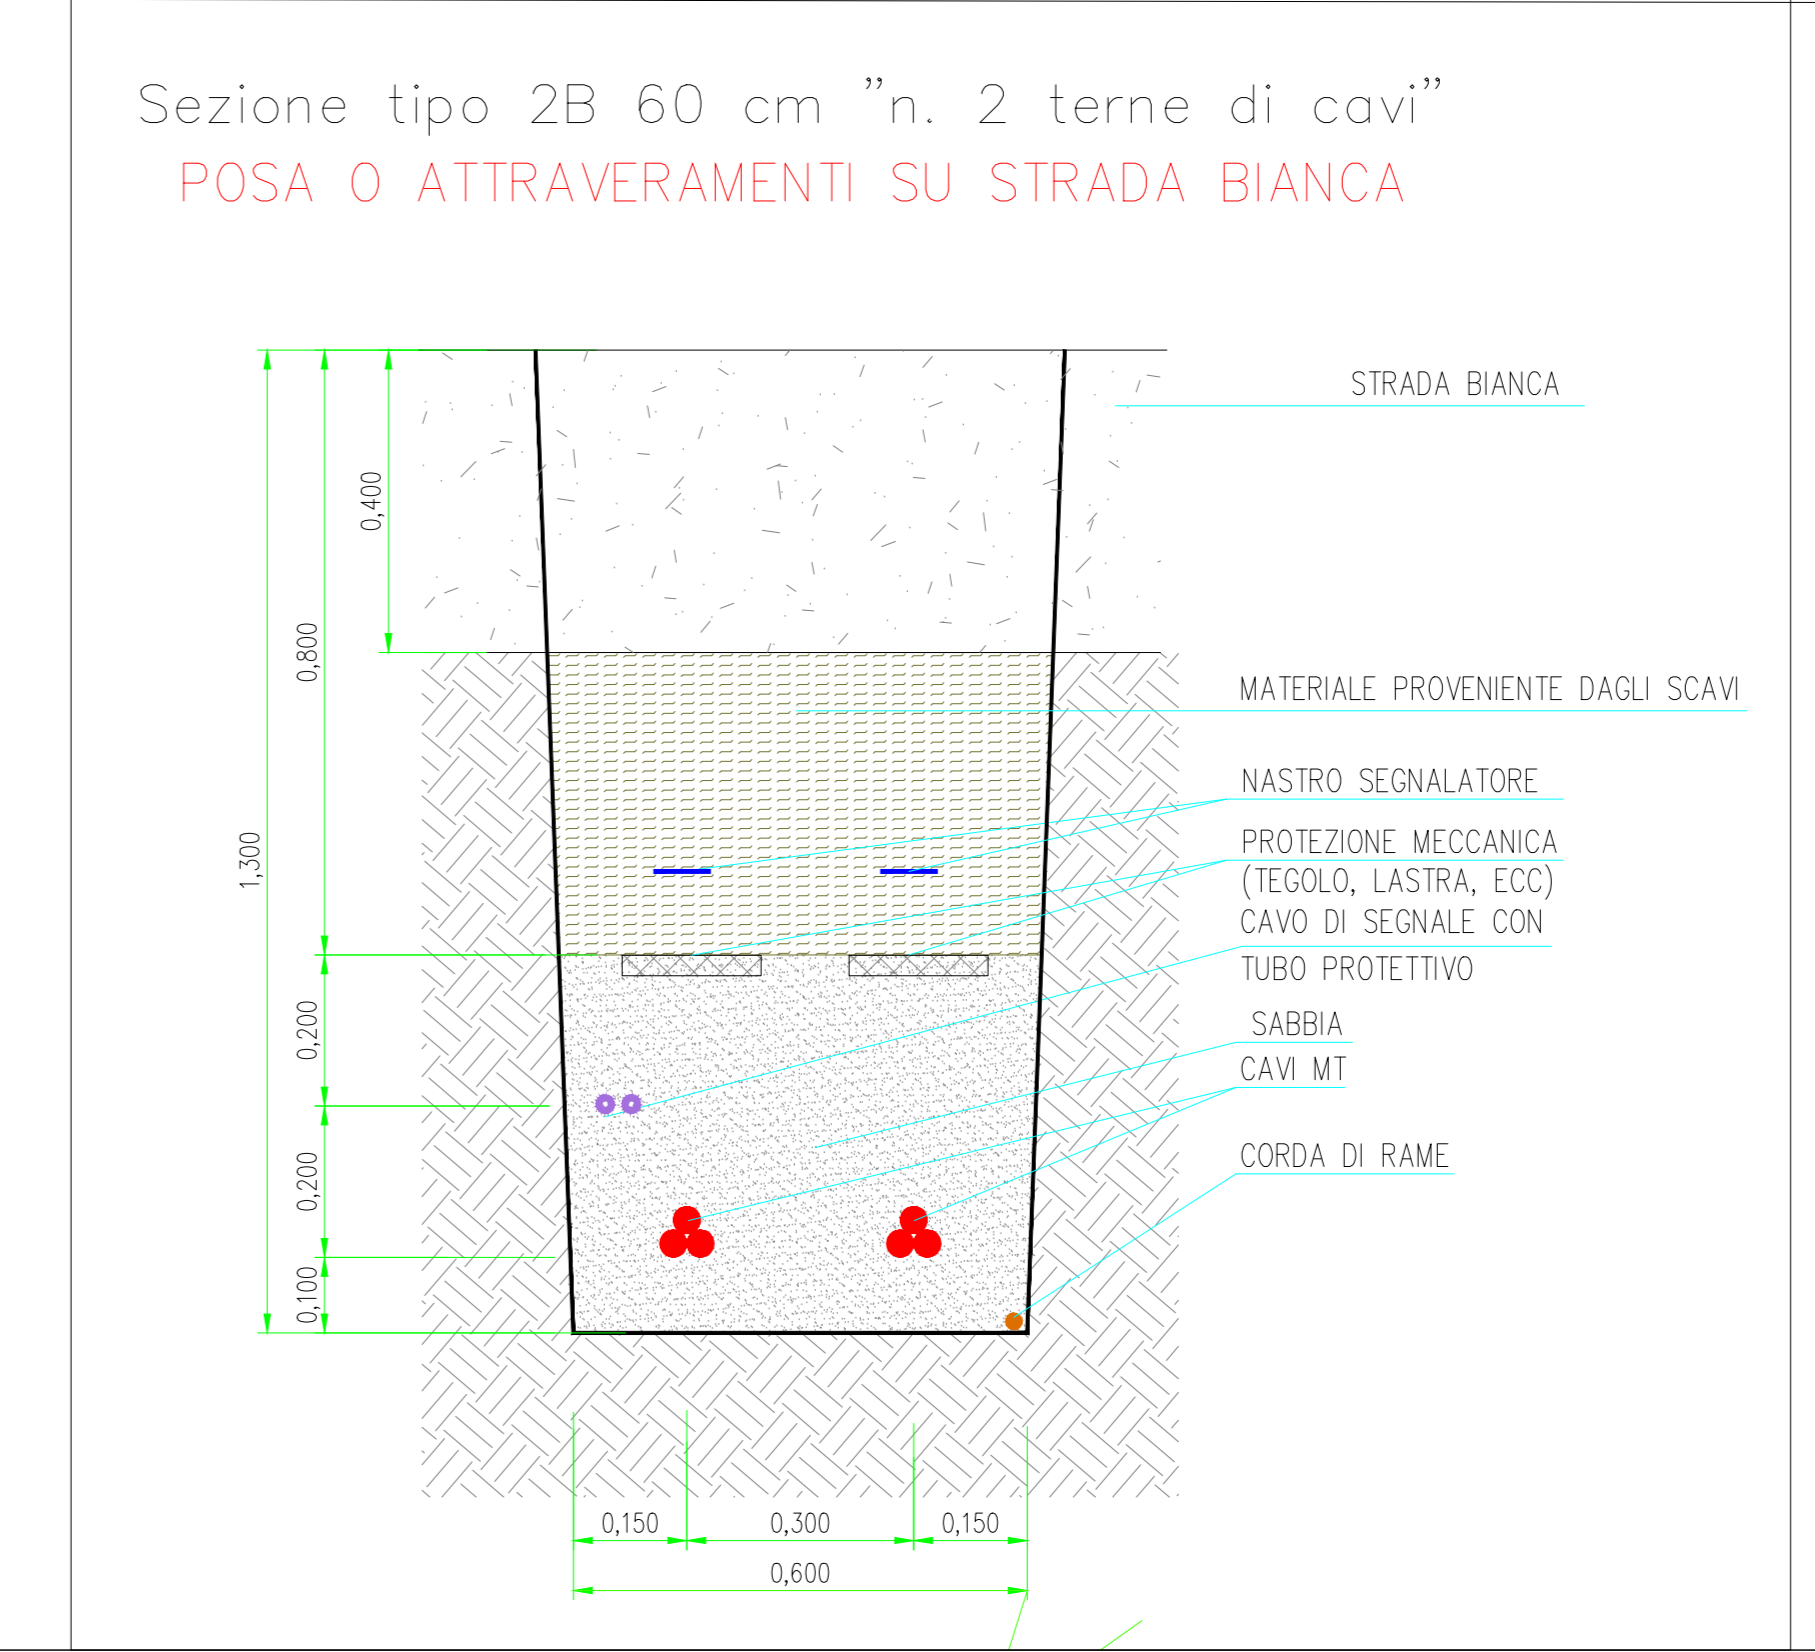 Sezione tipo 2B 60 cm "n. 2 terne di cavi"
POSA O ATTRAVERAMENTI SU STRADA BIANCA
STRADA BIANCA
0,400
0,800
MATERIALE PROVENIENTE DAGLI SCAVI
NASTRO SEGNALATORE
1,300
PROTEZIONE MECCANICA
(TEGOLO, LASTRA, ECC)
CAVO DI SEGNALE CON
TUBO PROTETTIVO
0,200
SABBIA
CAVI MT
CORDA DI RAME
0,200
0,100
0,150 0,300 0,150
0,600